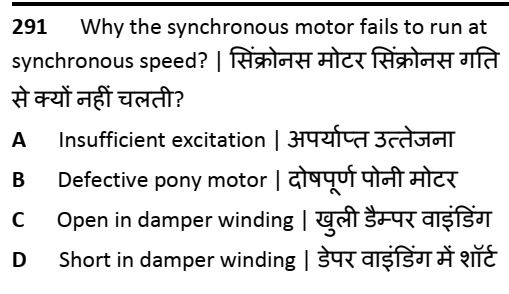 291 Why the synchronous motor fails to run at
synchronous speed? | सिंक्रोनस मोटर सिंक्रोनस गति
से क्यों नहीं चलती?
A Insufficient excitation | अपर्याप्त उत्तेजना
B Defective pony motor | दोषपूर्ण पोनी मोटर
C Open in damper winding | खुली डैम्पर वाइंडिंग
D Short in damper winding | डेपर वाइंडिंग में शॉर्ट